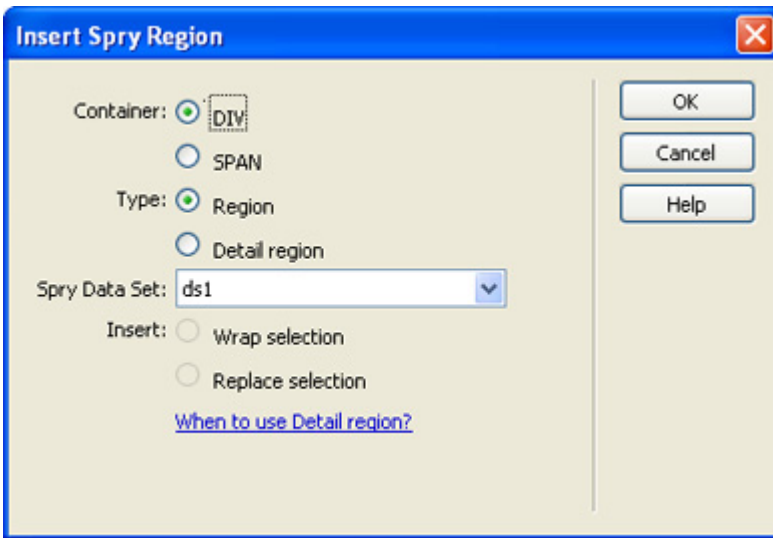 Insert Spry Region
Container: DIV
SPAN
Type: Region
Detail region
Spry Data Set: ds1
Insert: Wrap selection
Replace selection
When to use Detail region?
OK
Cancel
Help